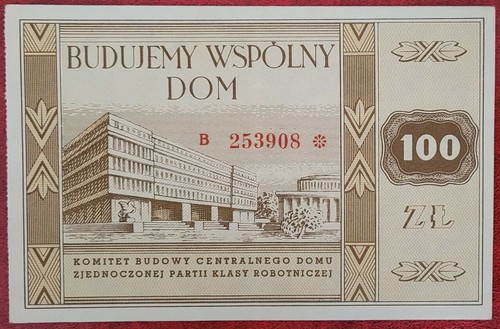 BUDUJEMY WSPÓLNY
DOM
B 253908 *
100
ZŁ
KOMITET BUDOWY CENTRALNEGO DOMU
ZJEDNOCZONEJ PARTII KLASY ROBOTNICZEJ